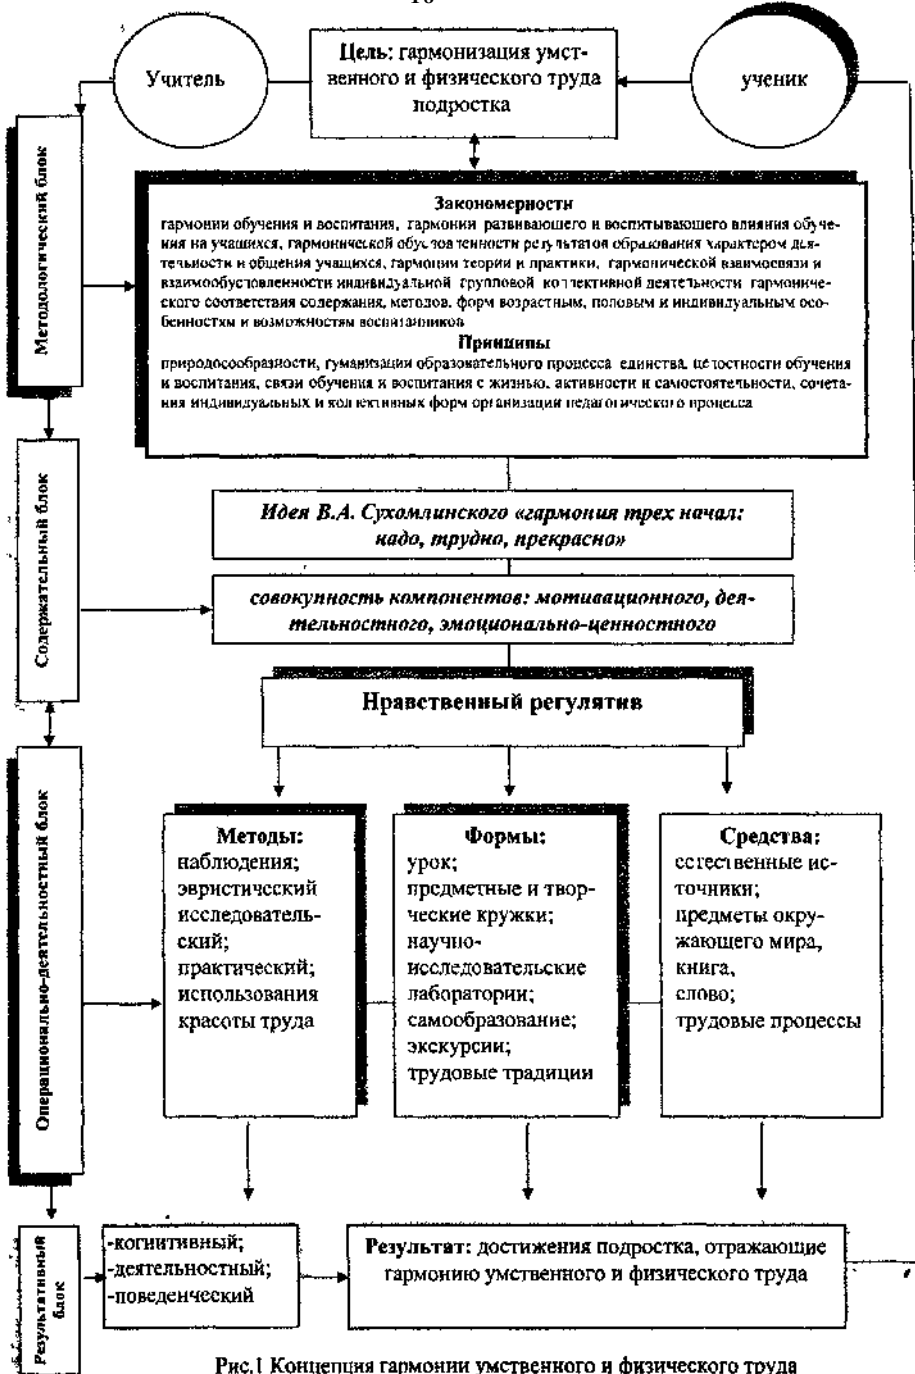 Учитель
Цель: гармонизация умст-
венного и физического труда
подростка
ученик
Методологический блок
Закономерности
гармонии обучения и воспитания, гармонии развивающего и воспитывающего влияния обуче-
ния на учащихся, гармонической обусловленности результатов образования характером дея-
тельности и общения учащихся, гармонии теории и практики, гармонической взаимосвязи и
взаимообусловленности индивидуальной групповой коллективной деятельности гармониче-
ского соответствия содержания, методов, форм возрастным, половым и индивидуальным осо-
бенностям и возможностям воспитанников
Принципы
природосообразности, гуманизации образовательного процесса единства, целостности обучения
и воспитания, связи обучения и воспитания с жизнью, активности и самостоятельности, сочета-
ния индивидуальных и коллективных форм организации педагогического процесса
Содержательный блок
Идея В.А. Сухомлинского «гармония трех начал:
надо, трудно, прекрасно»
совокупность компонентов: мотивационного, дея-
тельностного, эмоционально-ценностного
Нравственный регулятив
Операционально-деятельностный блок
Методы:
наблюдения;
эвристический
исследователь-
ский;
практический;
использования
красоты труда
Формы:
урок;
предметные и твор-
ческие кружки;
научно-
исследовательские
лаборатории;
самообразование;
экскурсии;
трудовые традиции
Средства:
естественные ис-
точники;
предметы окру-
жающего мира,
книга,
слово;
трудовые процессы
Результативный
блок
-когнитивный;
-деятельностный;
-поведенческий
Результат: достижения подростка, отражающие
гармонию умственного и физического труда
Рис.1 Концепция гармонии умственного и физического труда